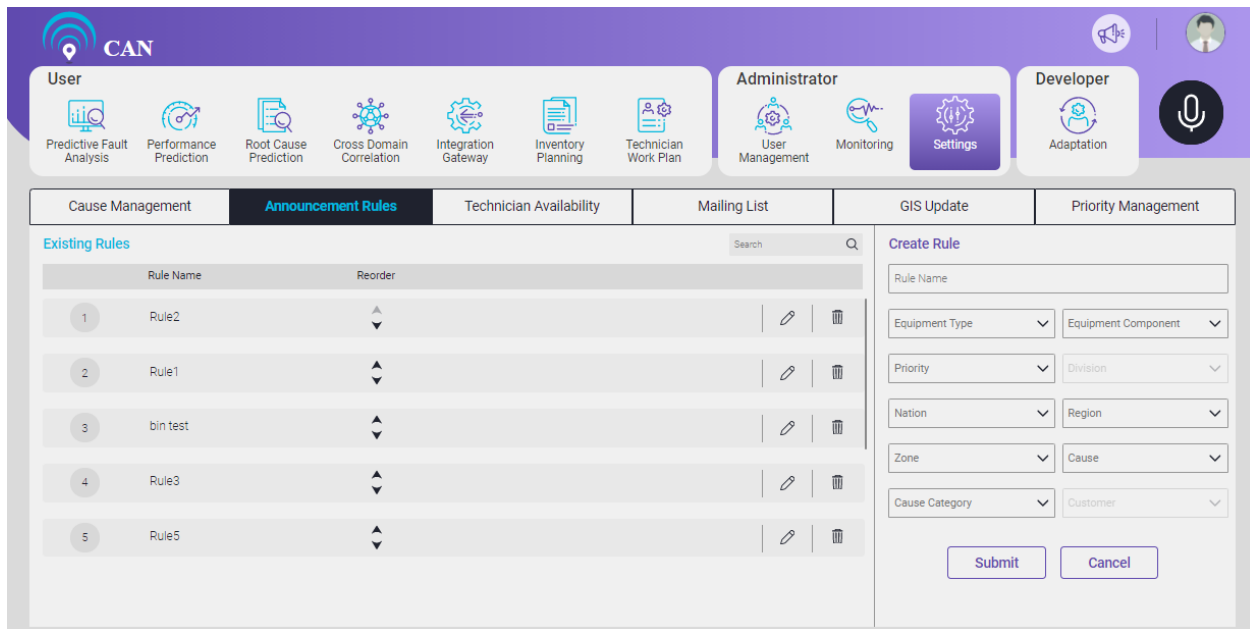 CAN
User
Administrator
Developer
Predictive Fault Analysis
Performance Prediction
Root Cause Prediction
Cross Domain Correlation
Integration Gateway
Inventory Planning
Technician Work Plan
User Management
Monitoring
Settings
Adaptation
Cause Management
Announcement Rules
Technician Availability
Mailing List
GIS Update
Priority Management
Existing Rules
Search
Rule Name
Reorder
1
Rule2
2
Rule1
3
bin test
4
Rule3
5
Rule5
Create Rule
Rule Name
Equipment Type
Equipment Component
Priority
Division
Nation
Region
Zone
Cause
Cause Category
Customer
Submit
Cancel